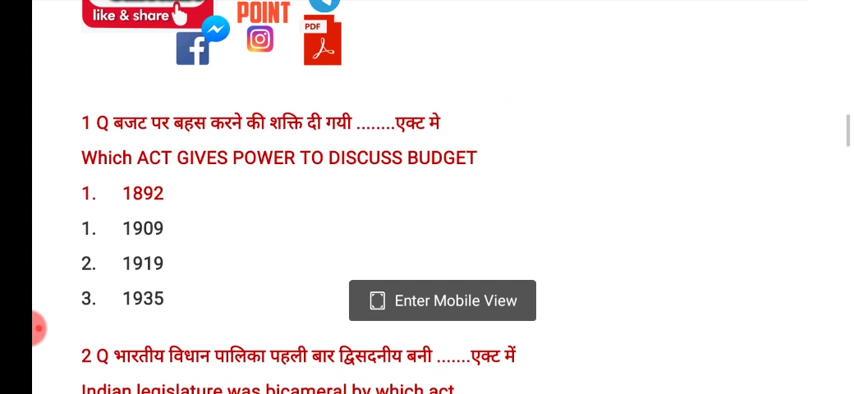 like & share
POINT
PDF
1 Q बजट पर बहस करने की शक्ति दी गयी ........एक्ट मे
Which ACT GIVES POWER TO DISCUSS BUDGET
1. 1892
1. 1909
2. 1919
3. 1935
Enter Mobile View
2 Q भारतीय विधान पालिका पहली बार द्विसदनीय बनी .......एक्ट में
Indian legislature was bicameral by which act